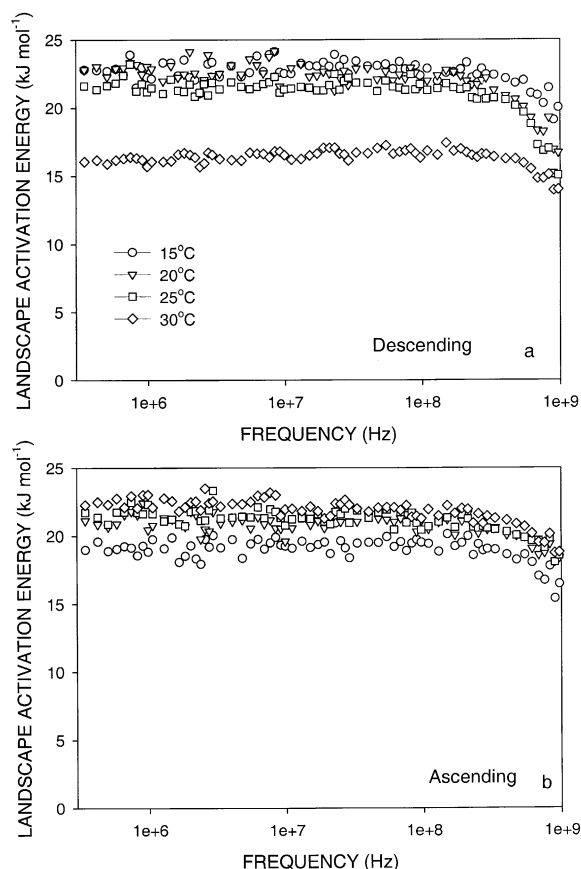 LANDSCAPE ACTIVATION ENERGY (kJ mol⁻¹)
25
20
15
10
5
0
15°C
20°C
25°C
30°C
Descending
a
1e+6 1e+7 1e+8 1e+9
FREQUENCY (Hz)
LANDSCAPE ACTIVATION ENERGY (kJ mol⁻¹)
25
20
15
10
5
0
Ascending
b
1e+6 1e+7 1e+8 1e+9
FREQUENCY (Hz)